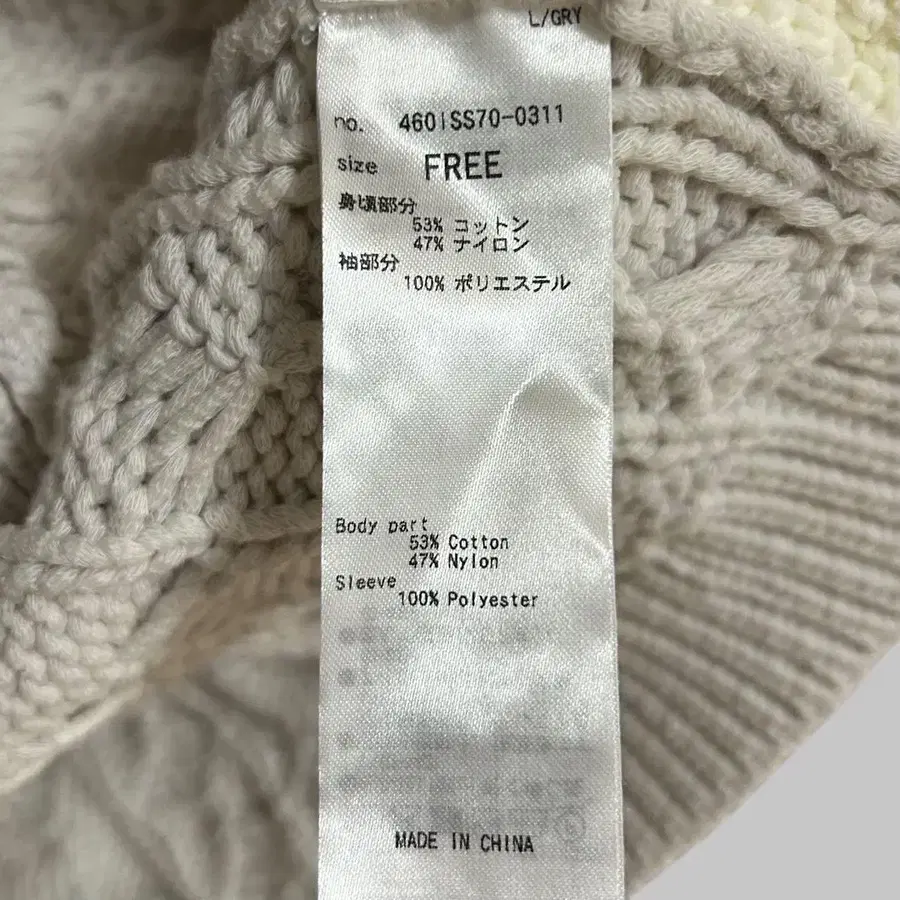 L/GRY
no. 460ISS70-0311
size FREE
身頃部分
53% コットン
47% ナイロン
袖部分
100% ポリエステル
Body part
53% Cotton
47% Nylon
Sleeve
100% Polyester
MADE IN CHINA